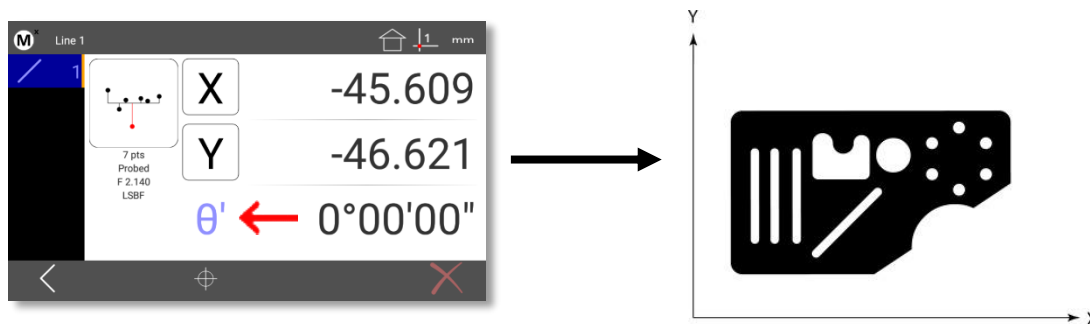 M× Line 1
1 mm
1
X -45.609
Y -46.621
θ' 0°00'00"
7 pts
Probed
F 2.140
LSBF
Y
X